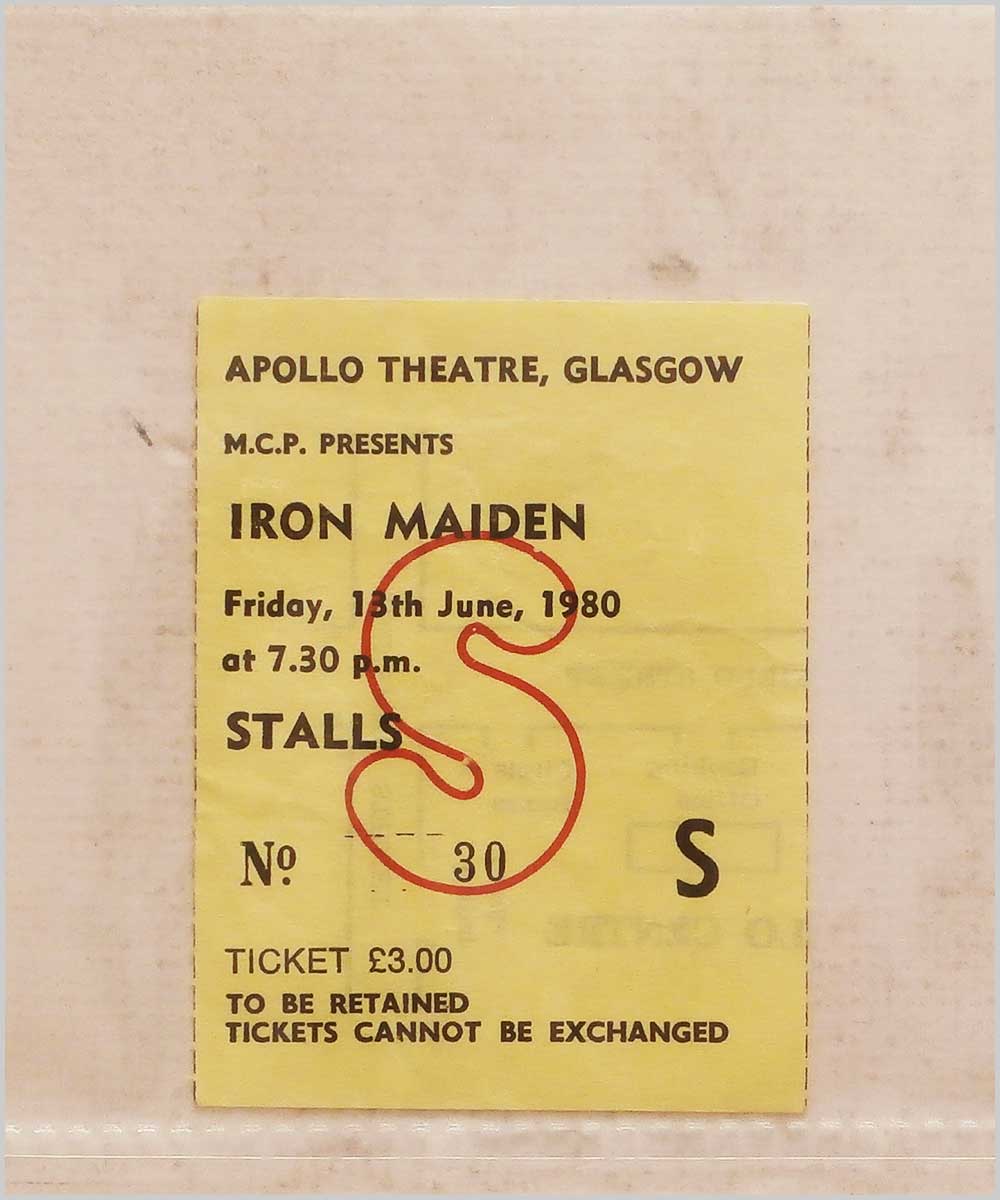 APOLLO THEATRE, GLASGOW
M.C.P. PRESENTS
IRON MAIDEN
Friday, 13th June, 1980
at 7.30 p.m.
STALLS
S
Nº 30 S
TICKET £3.00
TO BE RETAINED
TICKETS CANNOT BE EXCHANGED